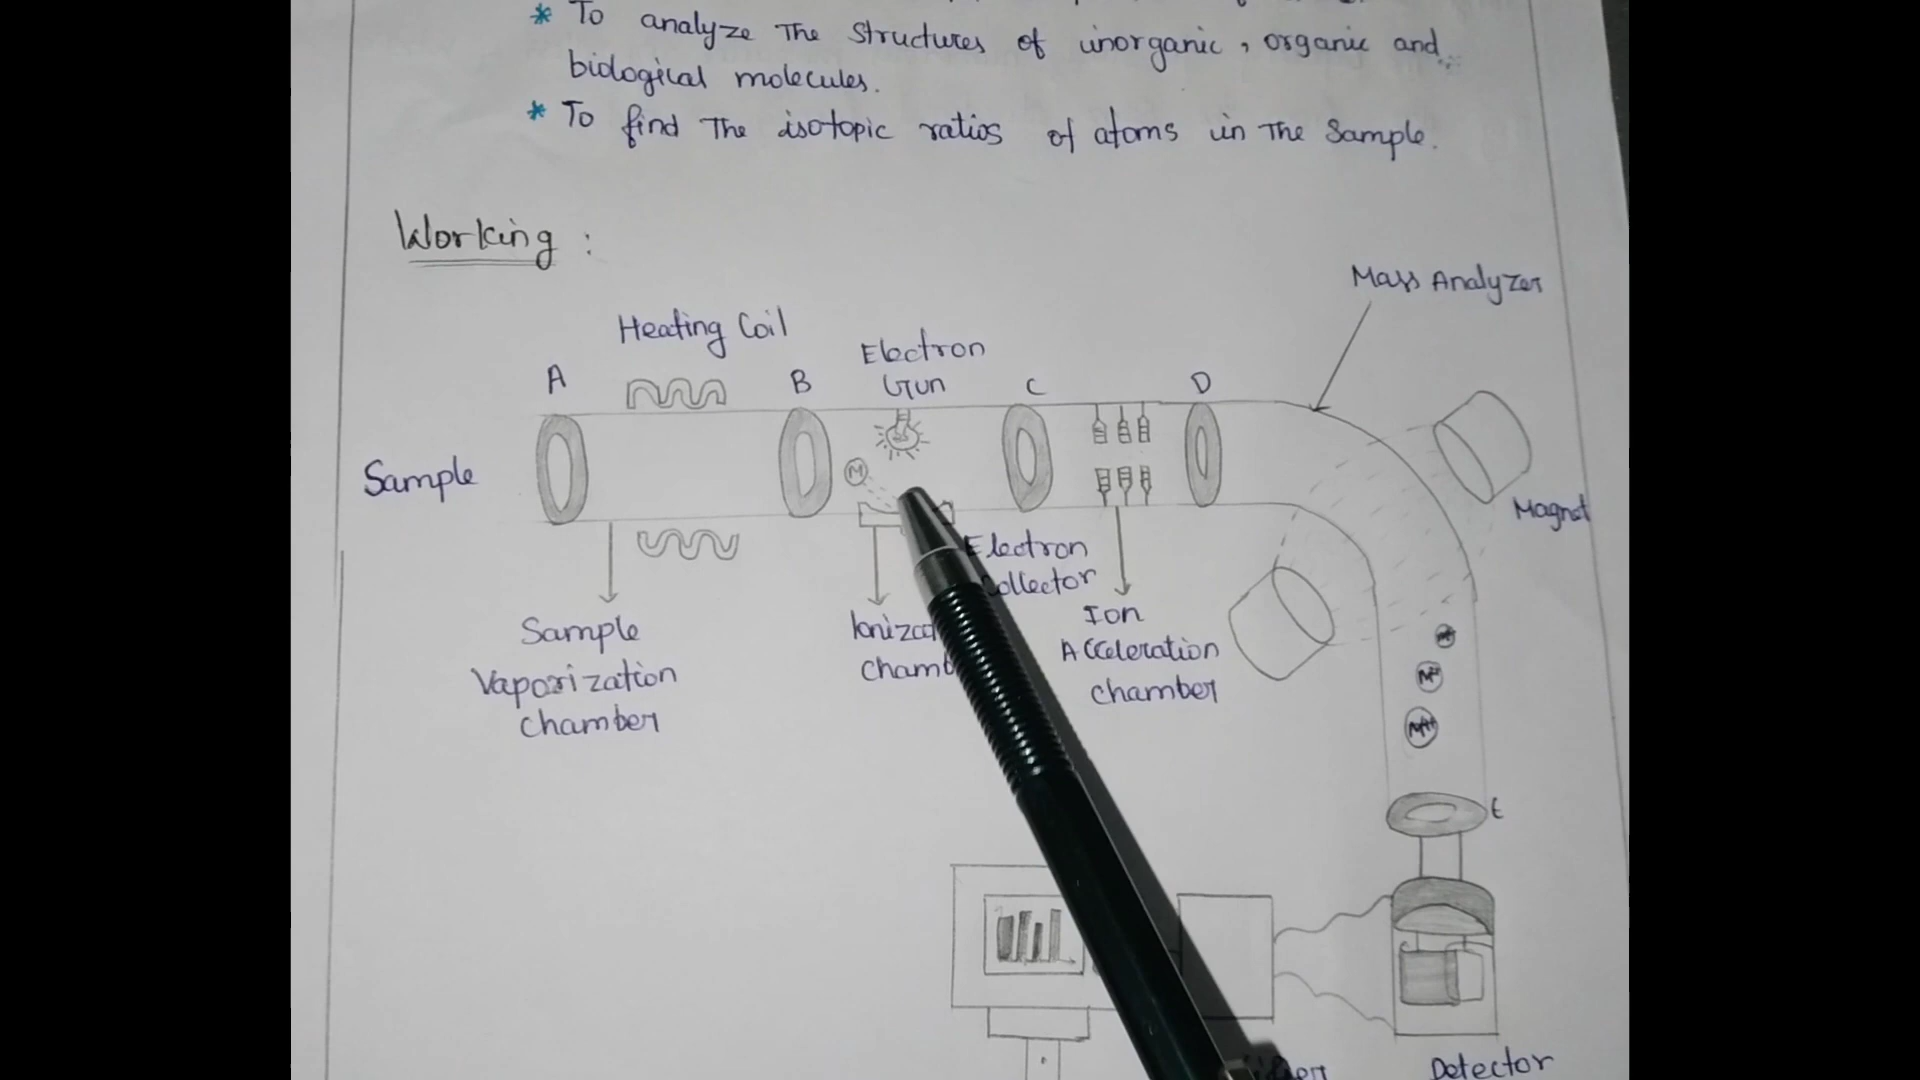 * To analyze The structures of inorganic, organic and
biological molecules.
* To find The isotopic ratios of atoms in The Sample.
Working :
Mass Analyzer
Heating Coil
Electron
Gun
A
B
C
D
Sample
M
Magnet
Electron
Collector
Sample
Vaporization
Chamber
Ion
Acceleration
chamber
E
Detector